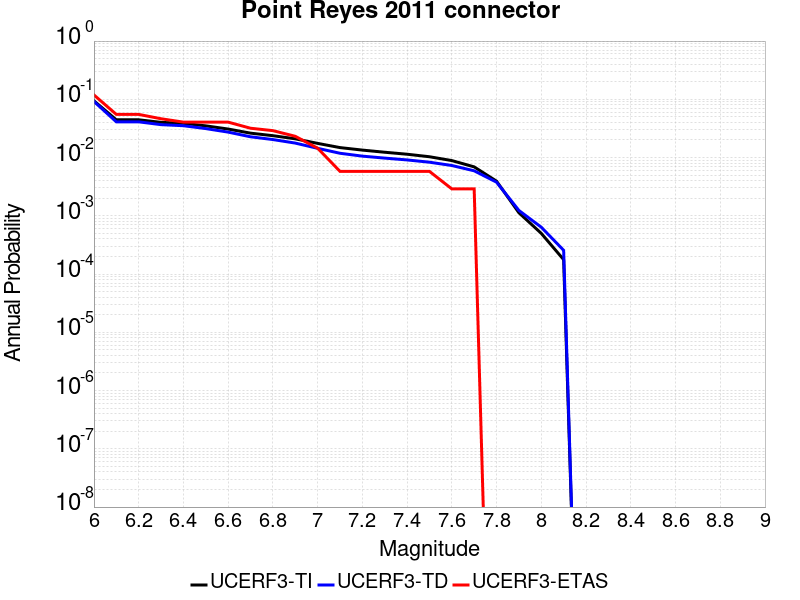 Point Reyes 2011 connector
10^0
10^-1
10^-2
10^-3
10^-4
10^-5
10^-6
10^-7
10^-8
Annual Probability
6 6.2 6.4 6.6 6.8 7 7.2 7.4 7.6 7.8 8 8.2 8.4 8.6 8.8 9
Magnitude
UCERF3-TI UCERF3-TD UCERF3-ETAS